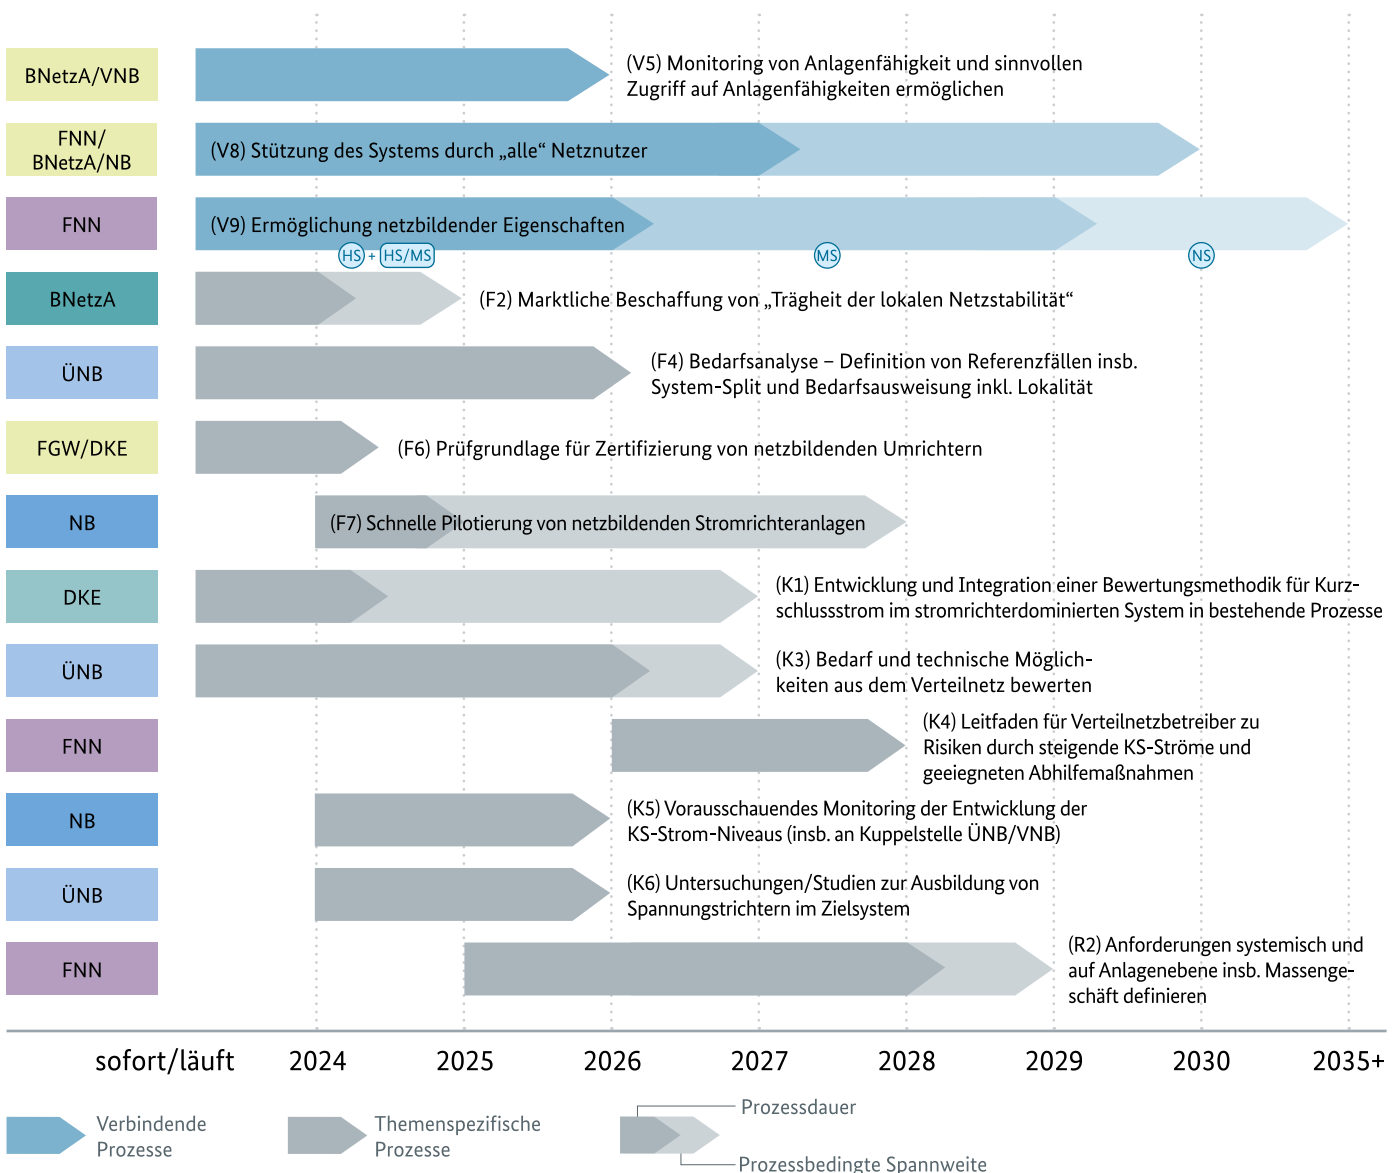 BNetzA/VNB
(V5) Monitoring von Anlagenfähigkeit und sinnvollen
Zugriff auf Anlagenfähigkeiten ermöglichen
FNN/
BNetzA/NB
(V8) Stützung des Systems durch „alle“ Netznutzer
FNN
(V9) Ermöglichung netzbildender Eigenschaften
HS + HS/MS
MS
NS
BNetzA
(F2) Marktliche Beschaffung von „Trägheit der lokalen Netzstabilität“
ÜNB
(F4) Bedarfsanalyse – Definition von Referenzfällen insb.
System-Split und Bedarfsausweisung inkl. Lokalität
FGW/DKE
(F6) Prüfgrundlage für Zertifizierung von netzbildenden Umrichtern
NB
(F7) Schnelle Pilotierung von netzbildenden Stromrichteranlagen
DKE
(K1) Entwicklung und Integration einer Bewertungsmethodik für Kurz-
schlussstrom im stromrichterdominierten System in bestehende Prozesse
ÜNB
(K3) Bedarf und technische Möglich-
keiten aus dem Verteilnetz bewerten
FNN
(K4) Leitfaden für Verteilnetzbetreiber zu
Risiken durch steigende KS-Ströme und
geeiegneten Abhilfemaßnahmen
NB
(K5) Vorausschauendes Monitoring der Entwicklung der
KS-Strom-Niveaus (insb. an Kuppelstelle ÜNB/VNB)
ÜNB
(K6) Untersuchungen/Studien zur Ausbildung von
Spannungstrichtern im Zielsystem
FNN
(R2) Anforderungen systemisch und
auf Anlagenebene insb. Massenge-
schäft definieren
sofort/läuft 2024 2025 2026 2027 2028 2029 2030 2035+
Verbindende
Prozesse
Themenspezifische
Prozesse
Prozessdauer
Prozessbedingte Spannweite